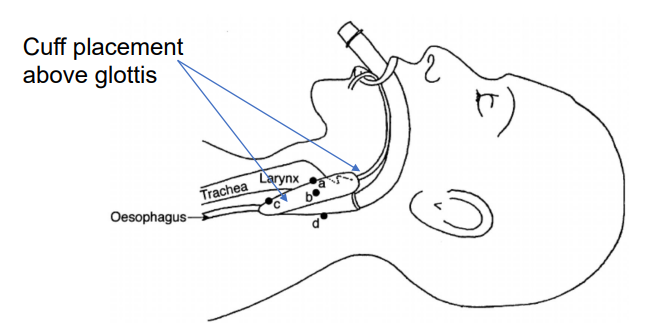 Cuff placement
above glottis
Larynx
a
Trachea
b
c
Oesophagus
d